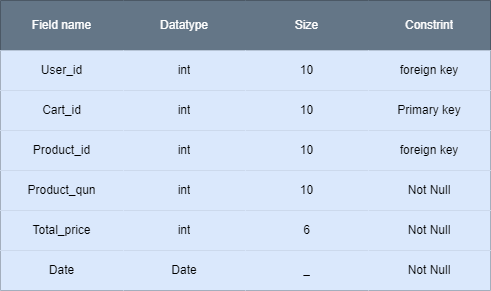 Field name Datatype Size Constrint
User_id int 10 foreign key
Cart_id int 10 Primary key
Product_id int 10 foreign key
Product_qun int 10 Not Null
Total_price int 6 Not Null
Date Date _ Not Null